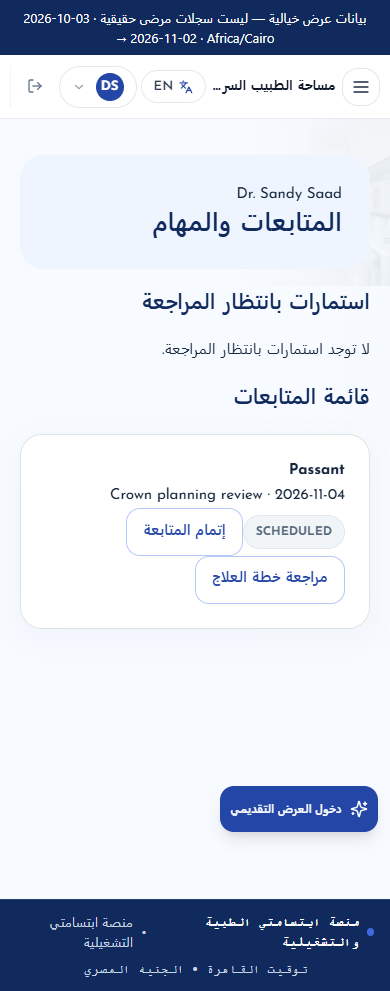 بيانات عرض خيالية — ليست سجلات مرضى حقيقية · 2026-10-03
→ 2026-11-02 · Africa/Cairo
مساحة الطبيب السر...
EN
DS
Dr. Sandy Saad
المتابعات والمهام
استمارات بانتظار المراجعة
لا توجد استمارات بانتظار المراجعة.
قائمة المتابعات
Passant
Crown planning review · 2026-11-04
SCHEDULED
إتمام المتابعة
مراجعة خطة العلاج
دخول العرض التقديمي
منصة ابتسامتي الطبية
والتشغيلية
• منصة ابتسامتي
التشغيلية
توقيت القاهرة • الجنيه المصري